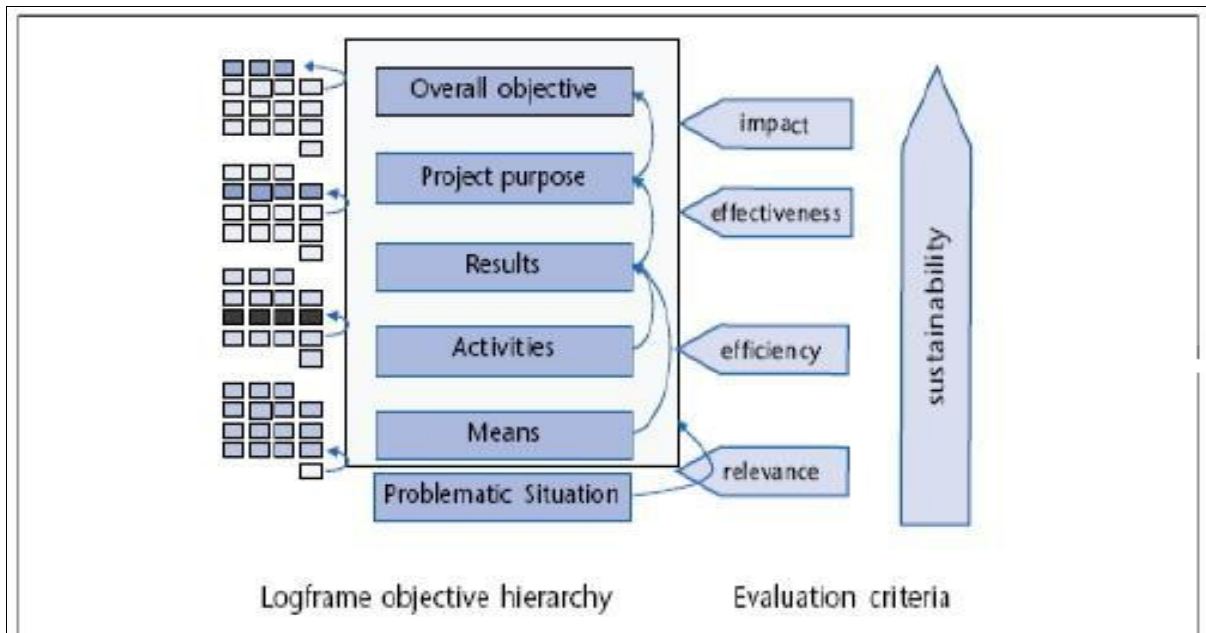 Overall objective
impact
Project purpose
effectiveness
Results
Activities
efficiency
Means
relevance
Problematic Situation
sustainability
Logframe objective hierarchy
Evaluation criteria